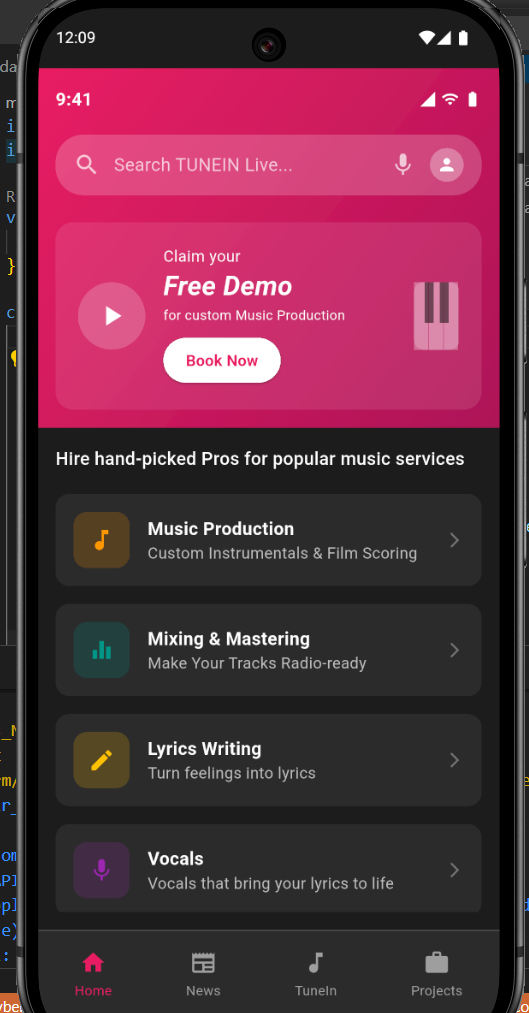 12:09
9:41
Search TUNEIN Live...
Claim your
Free Demo
for custom Music Production
Book Now
Hire hand-picked Pros for popular music services
Music Production
Custom Instrumentals & Film Scoring
Mixing & Mastering
Make Your Tracks Radio-ready
Lyrics Writing
Turn feelings into lyrics
Vocals
Vocals that bring your lyrics to life
Home
News
TuneIn
Projects